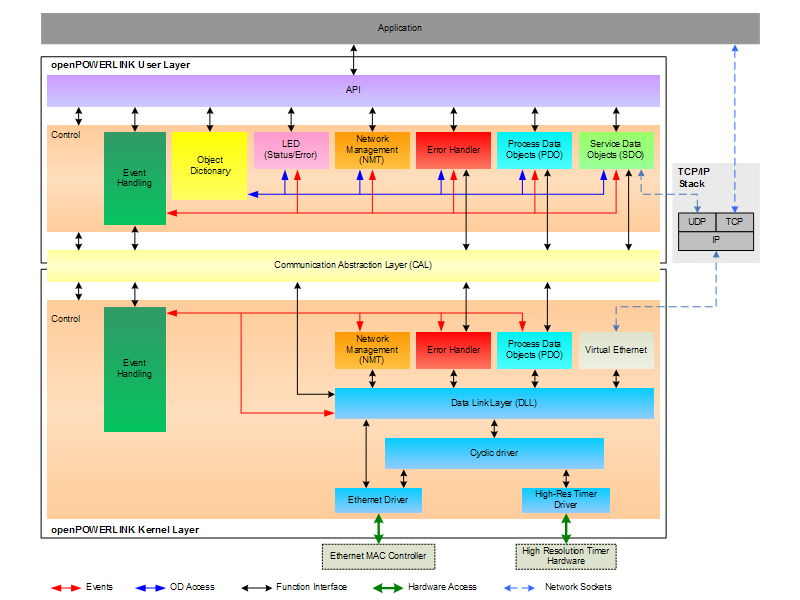 Application
openPOWERLINK User Layer
API
Control
Event
Handling
Object
Dictionary
LED
(Status/Error)
Network
Management
(NMT)
Error Handler
Process Data
Objects (PDO)
Service Data
Objects (SDO)
TCP/IP
Stack
UDP
TCP
IP
Communication Abstraction Layer (CAL)
Control
Event
Handling
Network
Management
(NMT)
Error Handler
Process Data
Objects (PDO)
Virtual Ethernet
Data Link Layer (DLL)
Cyclic driver
Ethernet Driver
High-Res Timer
Driver
openPOWERLINK Kernel Layer
Ethernet MAC Controller
High Resolution Timer
Hardware
Events
OD Access
Function Interface
Hardware Access
Network Sockets